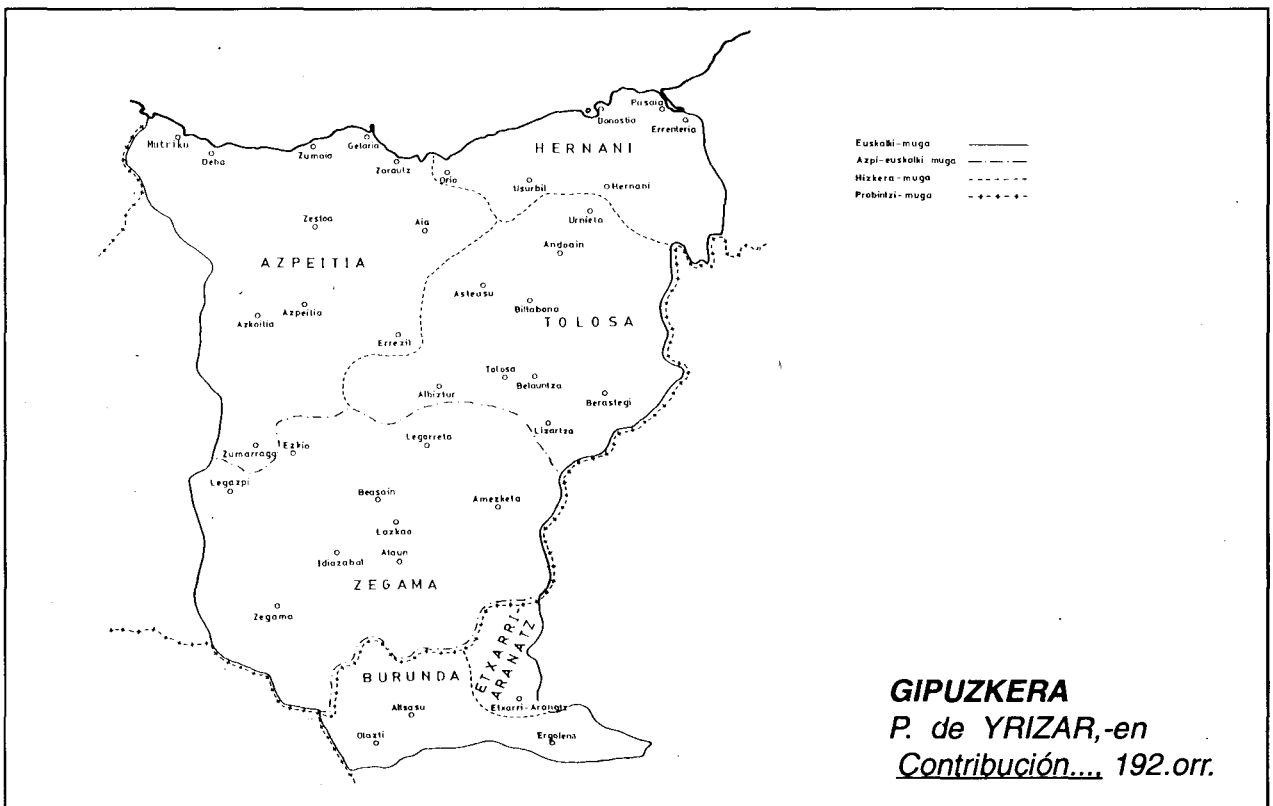 Pasaia
Donostia
Errenteria
Mutriku
Deba
Zumaia
Getaria
Zarautz
HERNANI
Orio
Usurbil
Hernani
Urnieta
Zestoa
Aia
Andoain
AZPEITIA
Asteasu
Billabona
Azkoitia
Azpeitia
TOLOSA
Errezil
Tolosa
Belauntza
Albiztur
Berastegi
Lizartza
Zumarraga
Ezkio
Legorreta
Legazpi
Beasain
Amezketa
Lazkao
Idiazabal
Ataun
ZEGAMA
Zegama
BURUNDA
ETXARRI-
ARANATZ
Altsasu
Etxarri-Aranatz
Olazti
Ergoiena
Euskalki-muga
Azpi-euskalki muga
Hizkera-muga
Probintzi-muga
GIPUZKERA
P. de YRIZAR,-en
Contribución..., 192.orr.